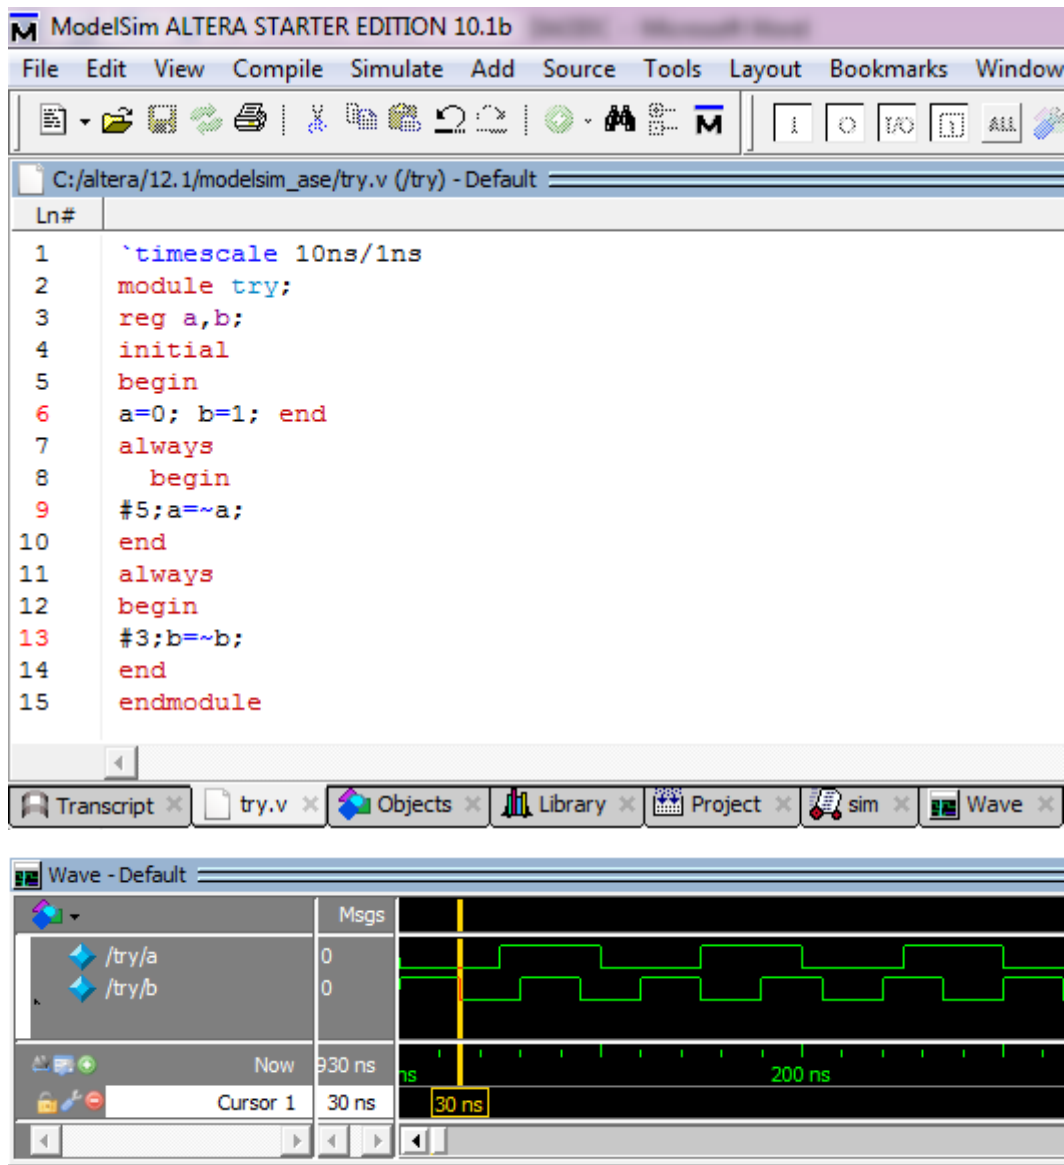 ModelSim ALTERA STARTER EDITION 10.1b
File Edit View Compile Simulate Add Source Tools Layout Bookmarks Window
C:/altera/12.1/modelsim_ase/try.v (/try) - Default
Ln#
1 `timescale 10ns/1ns
2 module try;
3 reg a,b;
4 initial
5 begin
6 a=0; b=1; end
7 always
8 begin
9 #5;a=~a;
10 end
11 always
12 begin
13 #3;b=~b;
14 end
15 endmodule
Transcript try.v Objects Library Project sim Wave
Wave - Default
Msgs
/try/a 0
/try/b 0
Now 930 ns ns 200 ns
Cursor 1 30 ns 30 ns